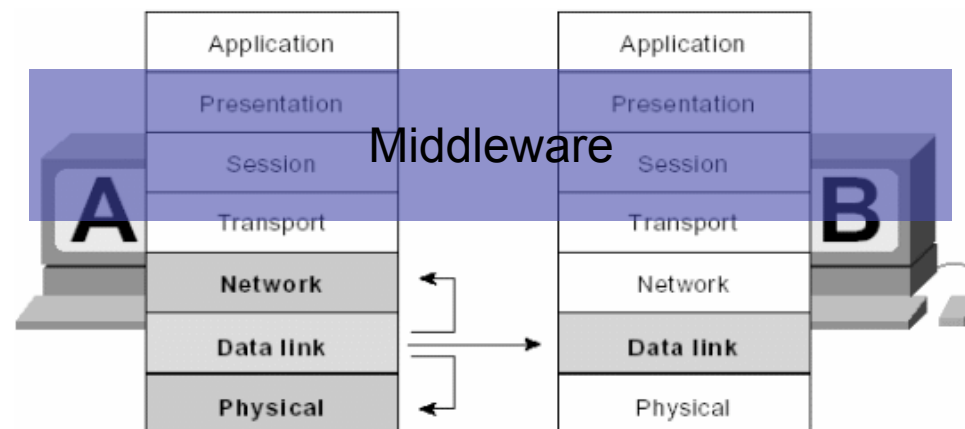 Application
Application
Presentation
Presentation
Middleware
Session
Session
A
B
Transport
Transport
Network
Network
Data link
Data link
Physical
Physical